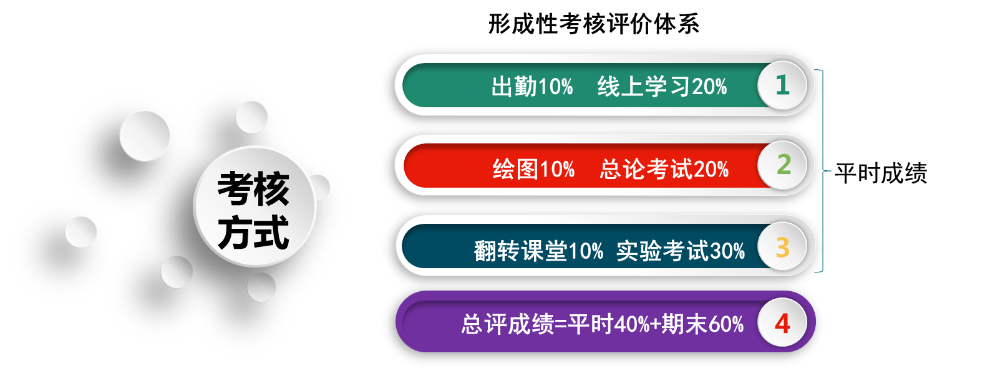 形成性考核评价体系
考核
方式
出勤10% 线上学习20% 1
绘图10% 总论考试20% 2
翻转课堂10% 实验考试30% 3
平时成绩
总评成绩=平时40%+期末60% 4